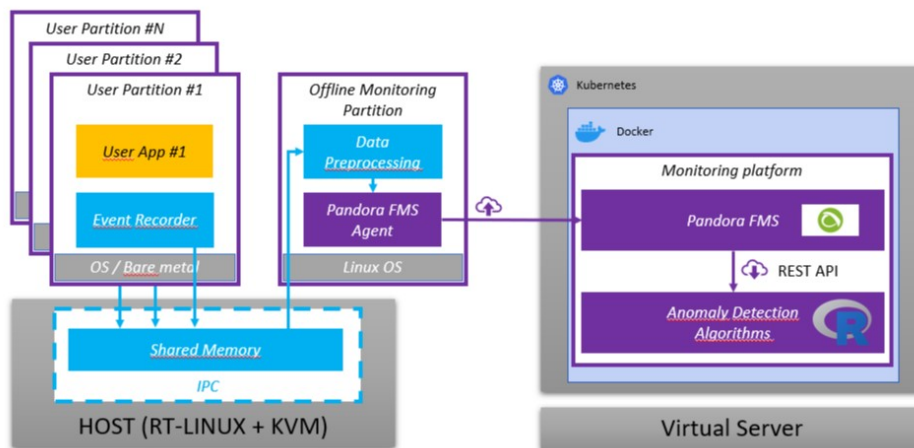 User Partition #N
User Partition #2
User Partition #1
User App #1
Event Recorder
OS / Bare metal
Offline Monitoring
Partition
Data
Preprocessing
Pandora FMS
Agent
Linux OS
Shared Memory
IPC
HOST (RT-LINUX + KVM)
Kubernetes
Docker
Monitoring platform
Pandora FMS
REST API
Anomaly Detection
Algorithms
R
Virtual Server